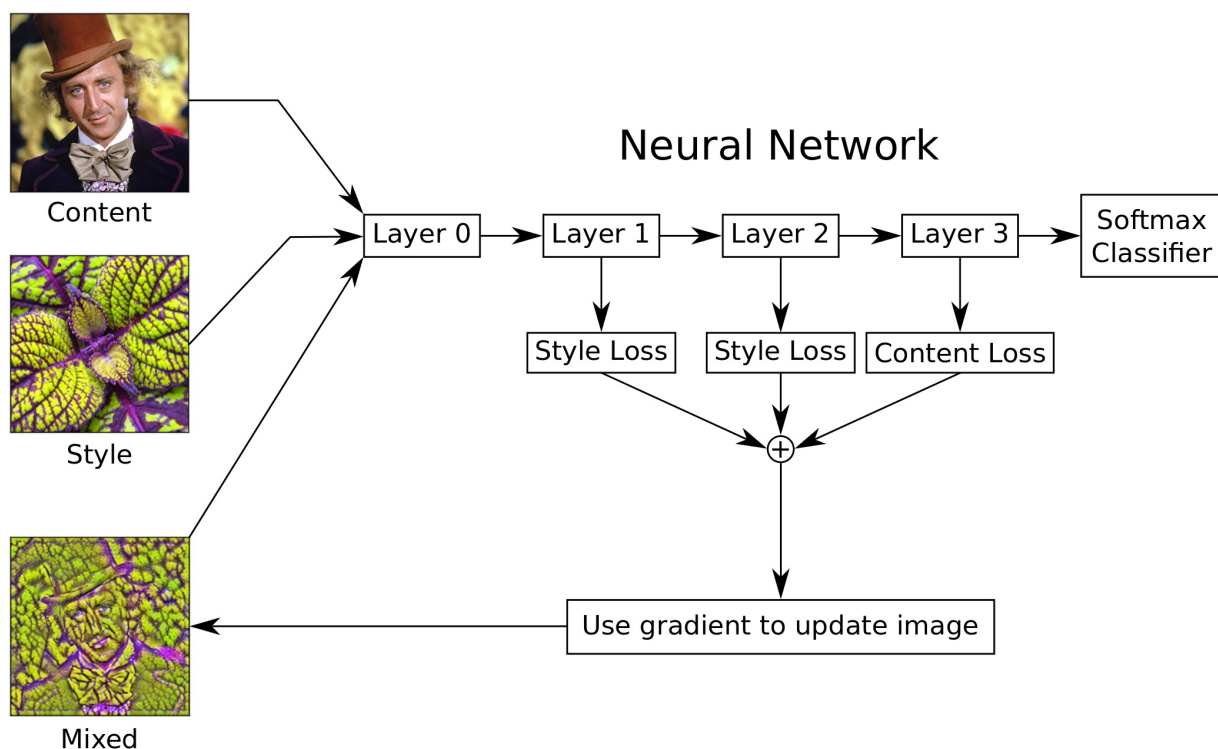 Content
Neural Network
Layer 0
Layer 1
Layer 2
Layer 3
Softmax
Classifier
Style Loss
Style Loss
Content Loss
Style
+
Use gradient to update image
Mixed